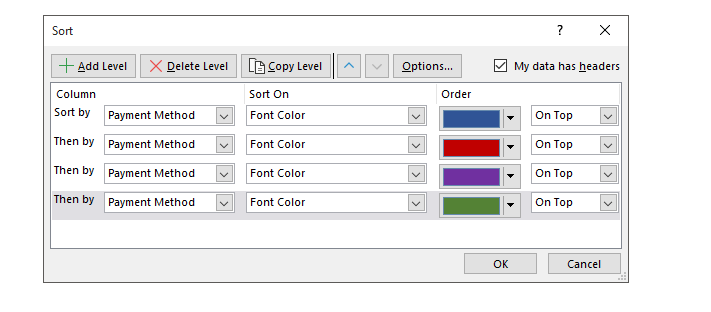 Sort ?
Add Level Delete Level Copy Level Options... My data has headers
Column Sort On Order
Sort by Payment Method Font Color On Top
Then by Payment Method Font Color On Top
Then by Payment Method Font Color On Top
Then by Payment Method Font Color On Top
OK Cancel